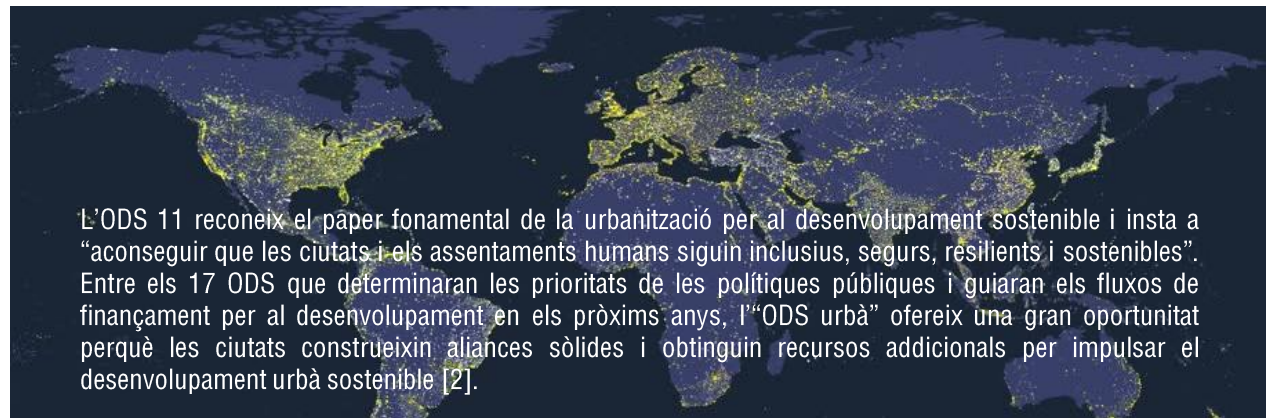 L’ODS 11 reconeix el paper fonamental de la urbanització per al desenvolupament sostenible i insta a
“aconseguir que les ciutats i els assentaments humans siguin inclusius, segurs, resilients i sostenibles”.
Entre els 17 ODS que determinaran les prioritats de les polítiques públiques i guiaran els fluxos de
finançament per al desenvolupament en els pròxims anys, l’“ODS urbà” ofereix una gran oportunitat
perquè les ciutats construeixin aliances sòlides i obtinguin recursos addicionals per impulsar el
desenvolupament urbà sostenible [2].